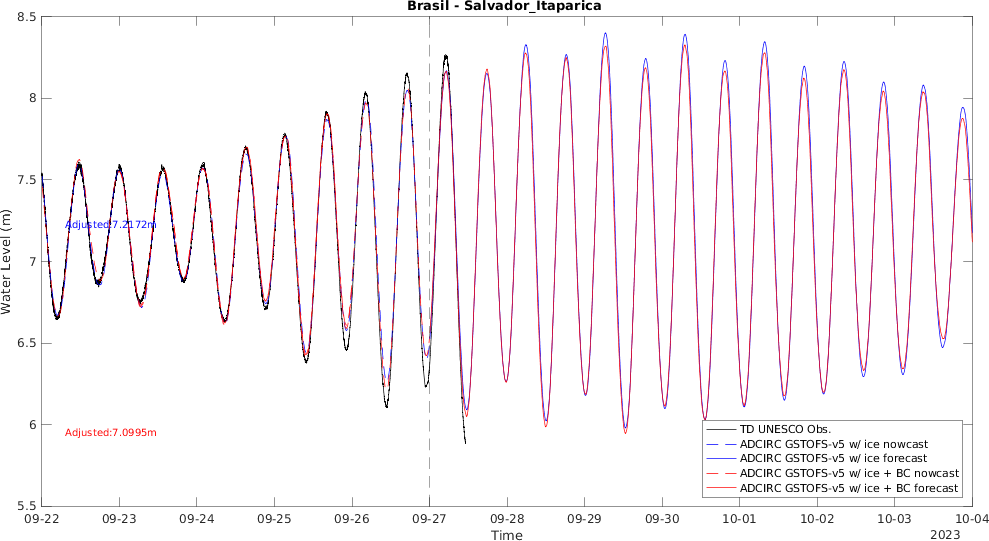 Brasil - Salvador_Itaparica
8.5
8
7.5
7
6.5
6
5.5
Water Level (m)
Adjusted:7.2172m
Adjusted:7.0995m
TD UNESCO Obs.
ADCIRC GSTOFS-v5 w/ ice nowcast
ADCIRC GSTOFS-v5 w/ ice forecast
ADCIRC GSTOFS-v5 w/ ice + BC nowcast
ADCIRC GSTOFS-v5 w/ ice + BC forecast
09-22 09-23 09-24 09-25 09-26 09-27 09-28 09-29 09-30 10-01 10-02 10-03 10-04
Time
2023